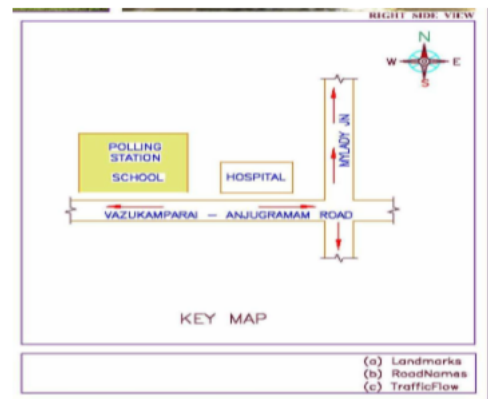 RIGHT SIDE VIEW
N
W E
S
POLLING
STATION
SCHOOL
HOSPITAL
MYLADY JN
VAZUKAMPARAI — ANJUGRAMAM ROAD
KEY MAP
(a) Landmarks
(b) RoadNames
(c) TrafficFlow